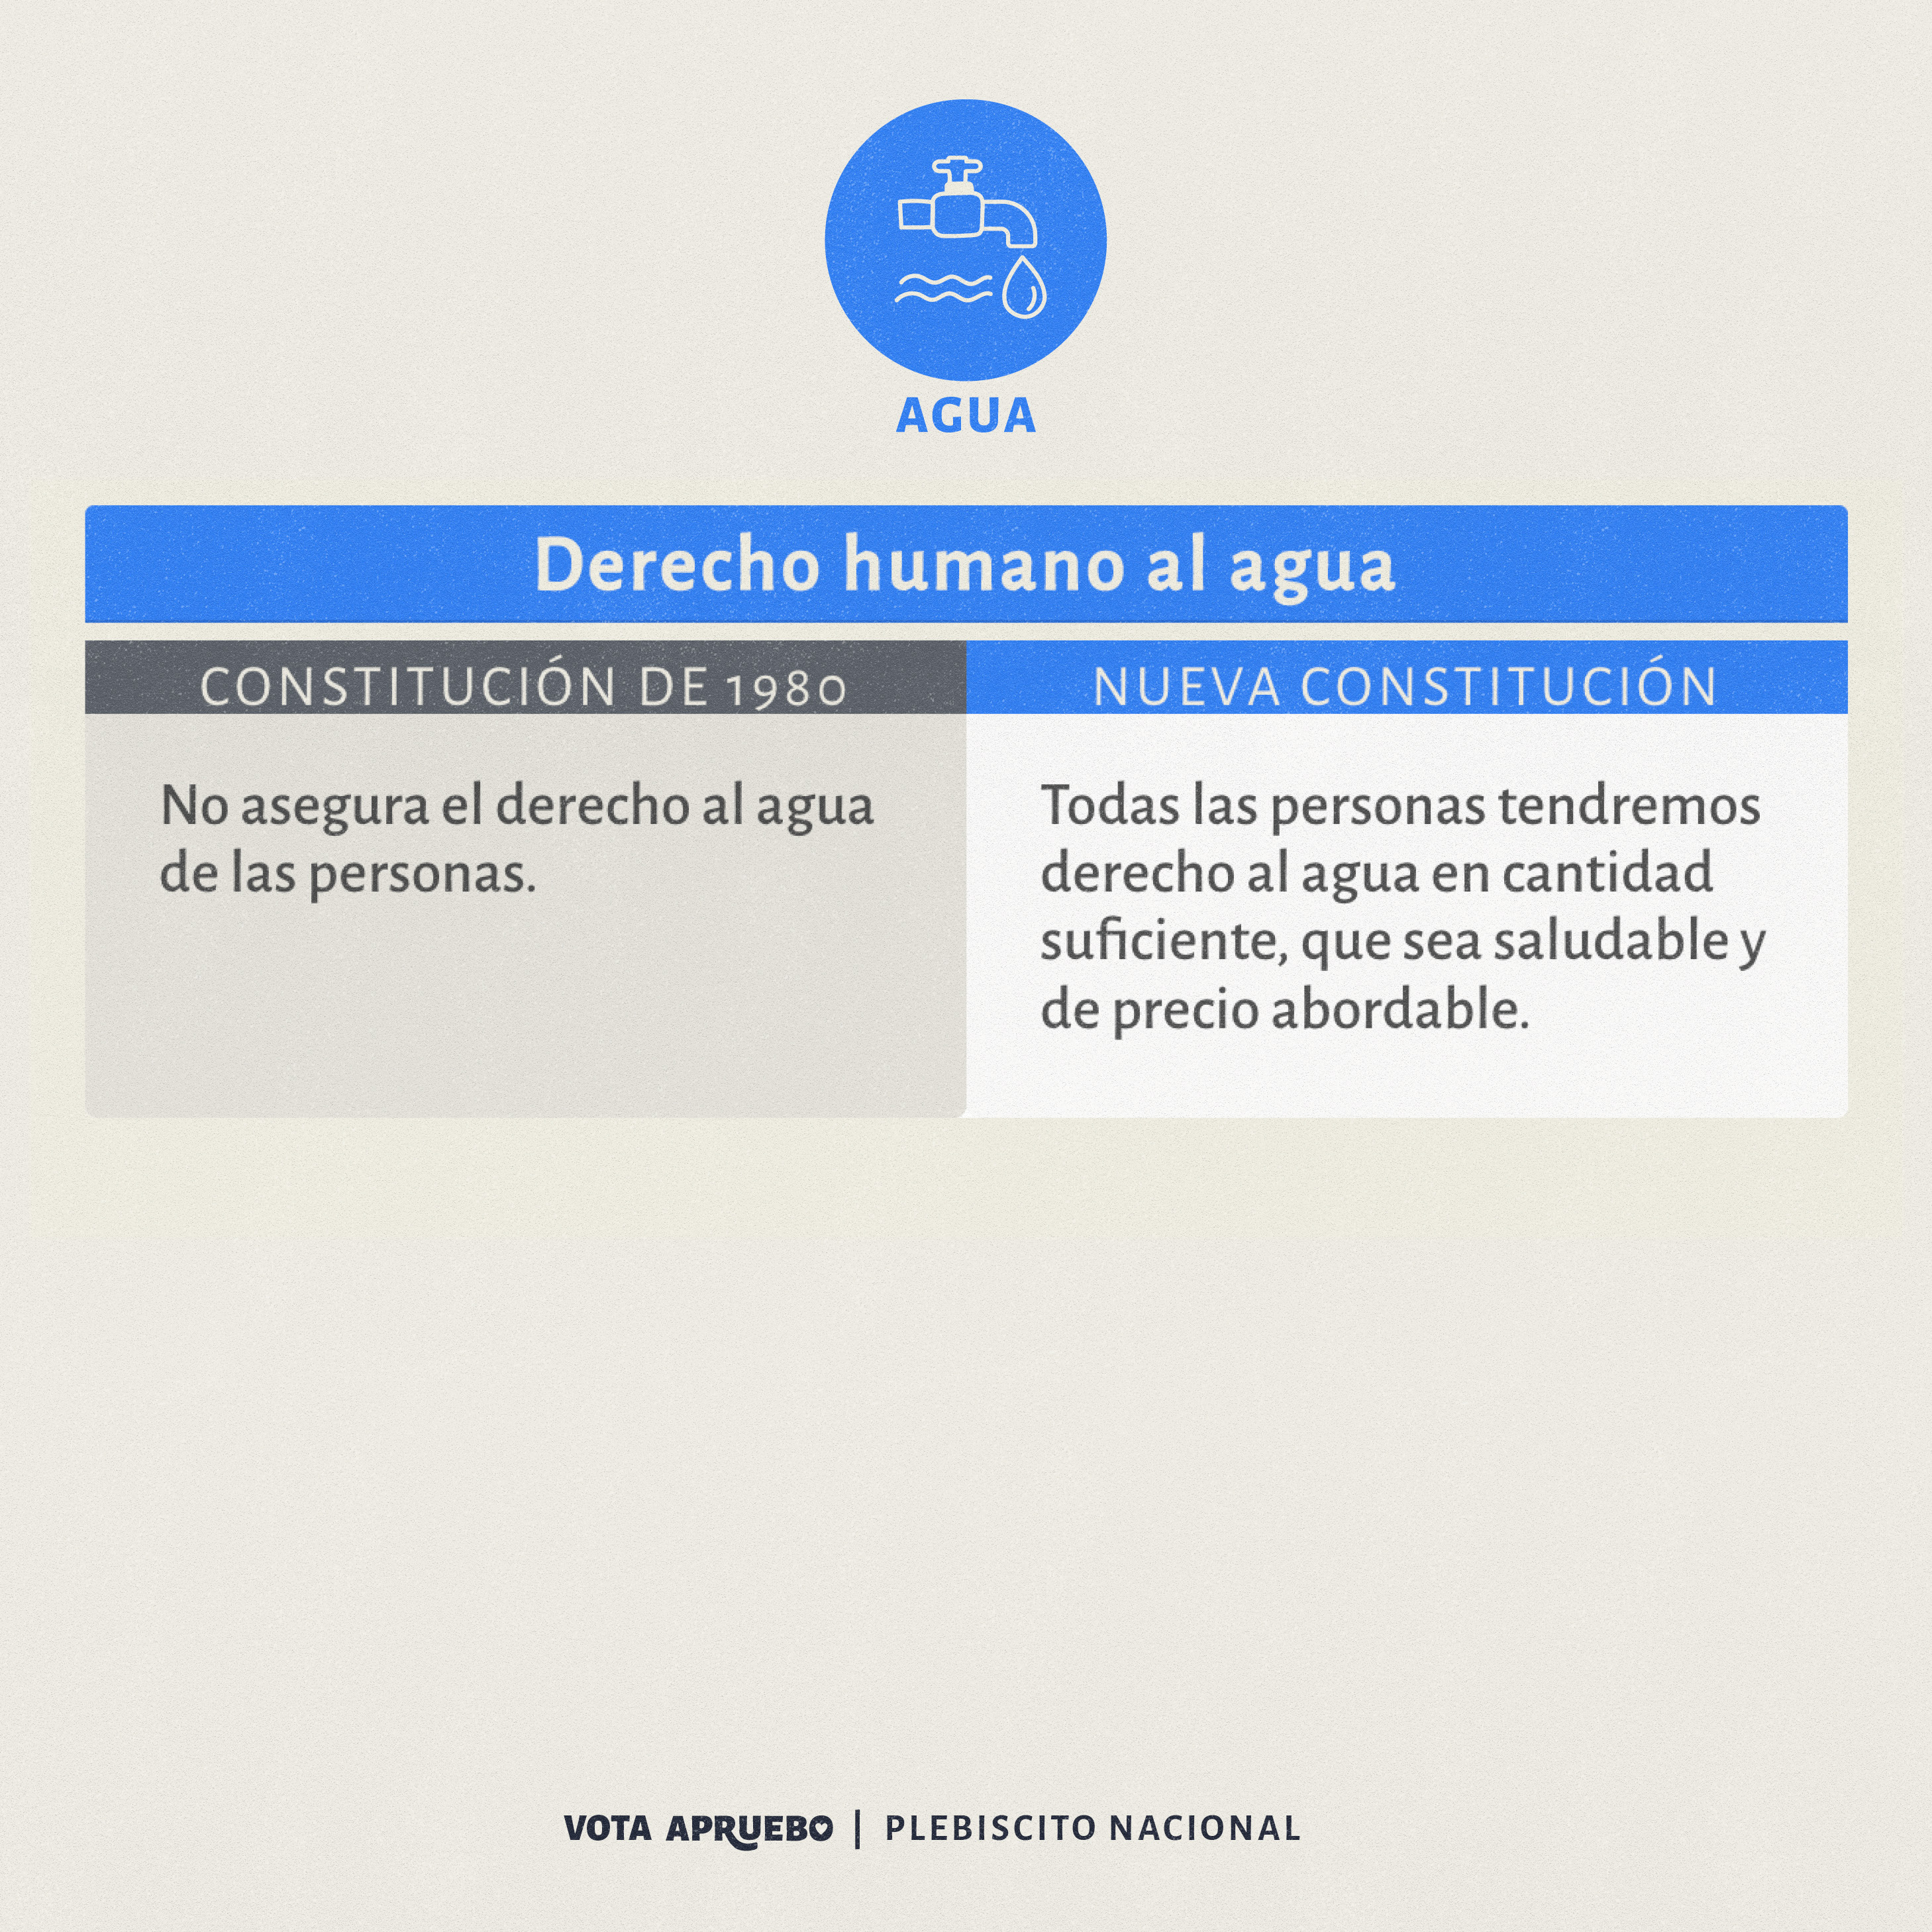 AGUA
Derecho humano al agua
CONSTITUCIÓN DE 1980
No asegura el derecho al agua
de las personas.
NUEVA CONSTITUCIÓN
Todas las personas tendremos
derecho al agua en cantidad
suficiente, que sea saludable y
de precio abordable.
VOTA APRUEBO | PLEBISCITO NACIONAL